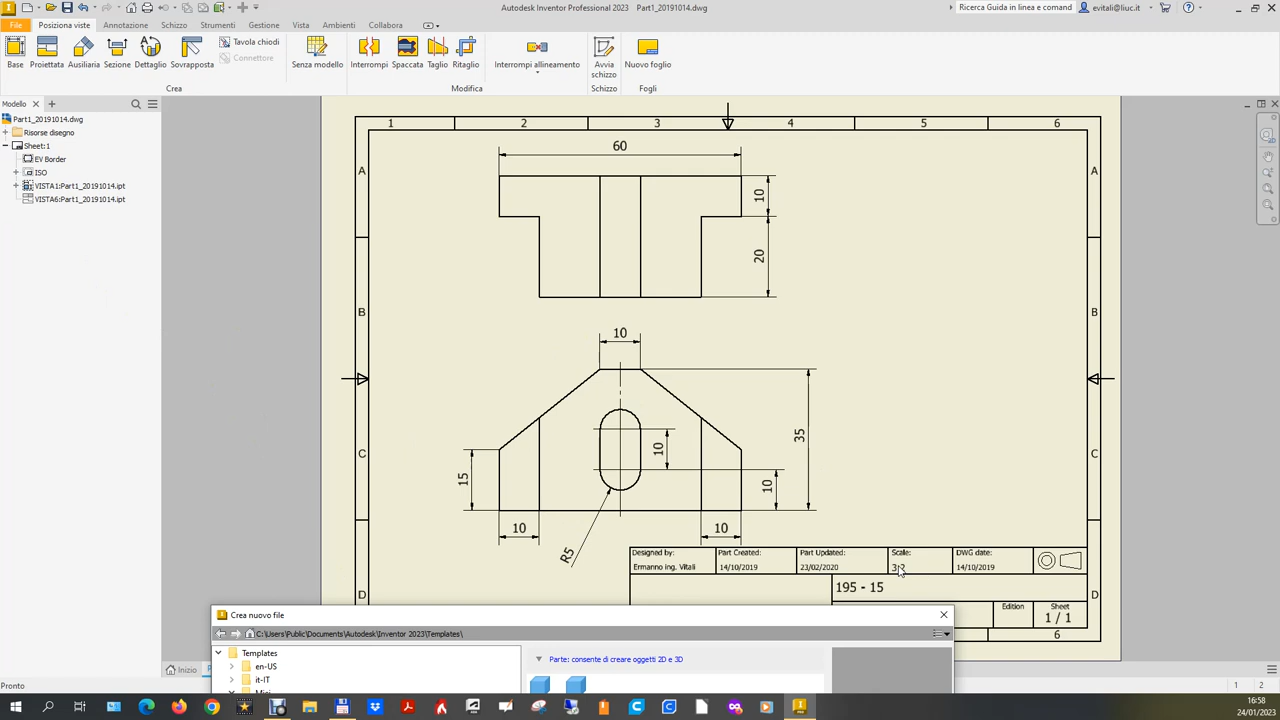 Autodesk Inventor Professional 2023 Part1_20191014.dwg
Ricerca Guida in linea e comand
evitali@liuc.it
File Posiziona viste Annotazione Schizzo Strumenti Gestione Vista Ambienti Collabora
Base Proiettata Ausiliaria Sezione Dettaglio Sovrapposta
Tavola chiodi
Connettore
Senza modello Interrompi Spaccata Taglio Ritaglio Interrompi allineamento Avvia schizzo Nuovo foglio
Crea Modifica Schizzo Fogli
Modello
Part1_20191014.dwg
Risorse disegno
Sheet:1
EV Border
ISO
VISTA1:Part1_20191014.ipt
VISTA6:Part1_20191014.ipt
1 2 3 4 5 6
A A
B B
C C
D D
60
10
20
10
35
10
10
15
10
10
R5
Designed by: Part Created: Part Updated: Scale: DWG date:
Ermanno ing. Vitali 14/10/2019 23/02/2020 14/10/2019
195 - 15
Edition Sheet
1 / 1
6
Crea nuovo file
C:\Users\Public\Documents\Autodesk\Inventor 2023\Templates\
Templates
en-US
it-IT
Parte: consente di creare oggetti 2D e 3D
Inizio
Pronto
1 2
16:58
24/01/2023